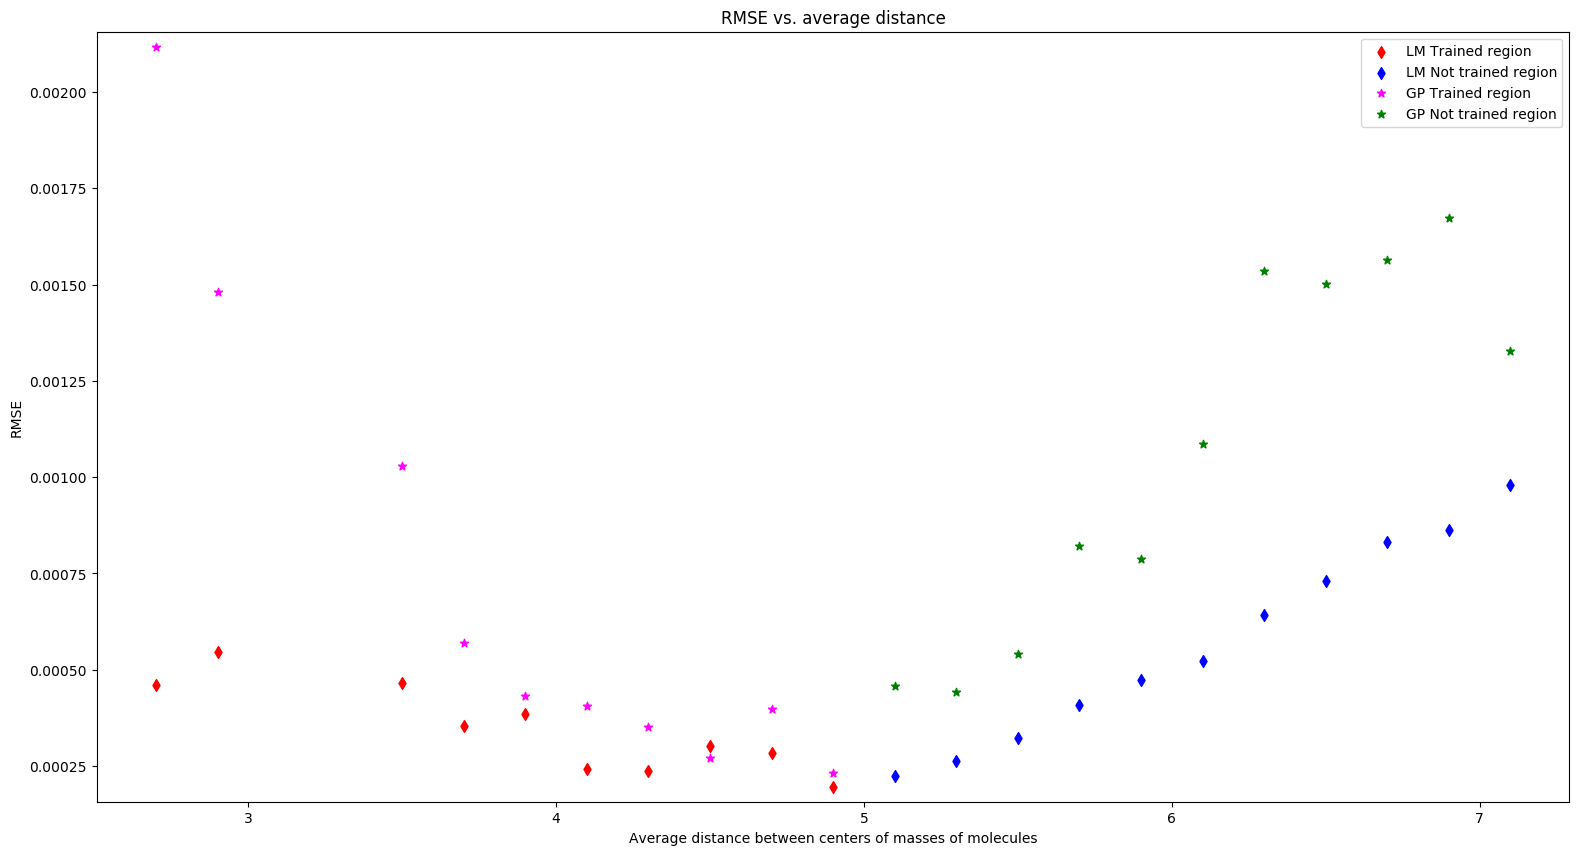 RMSE vs. average distance
LM Trained region
LM Not trained region
GP Trained region
GP Not trained region
RMSE
0.00200
0.00175
0.00150
0.00125
0.00100
0.00075
0.00050
0.00025
3 4 5 6 7
Average distance between centers of masses of molecules